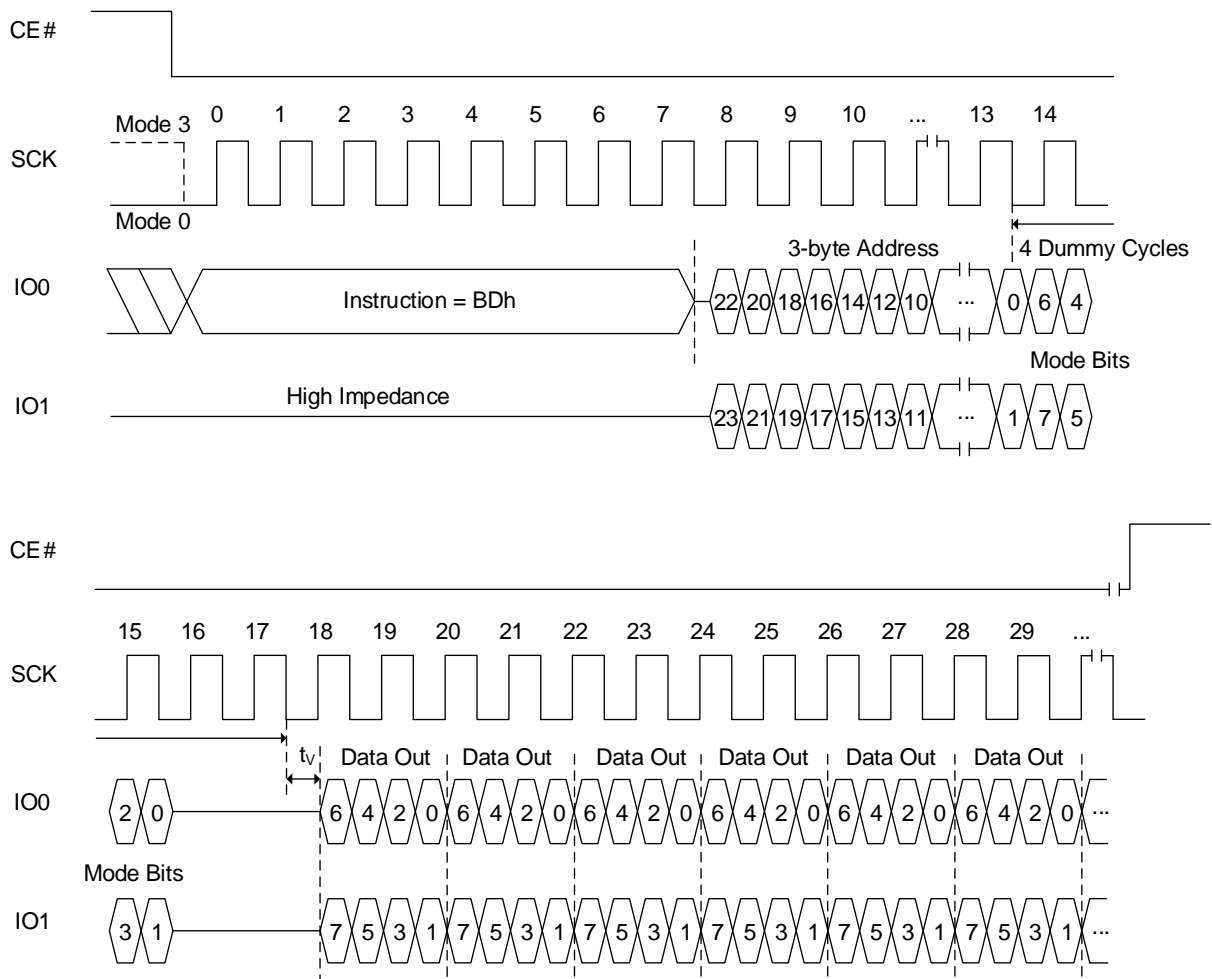 CE#
0 1 2 3 4 5 6 7 8 9 10 ... 13 14
Mode 3
SCK
Mode 0
3-byte Address 4 Dummy Cycles
IO0 Instruction = BDh 22 20 18 16 14 12 10 ... 0 6 4
Mode Bits
IO1 High Impedance 23 21 19 17 15 13 11 ... 1 7 5
CE#
15 16 17 18 19 20 21 22 23 24 25 26 27 28 29 ...
SCK
tV Data Out Data Out Data Out Data Out Data Out Data Out
IO0 2 0 6 4 2 0 6 4 2 0 6 4 2 0 6 4 2 0 6 4 2 0 6 4 2 0 ...
Mode Bits
IO1 3 1 7 5 3 1 7 5 3 1 7 5 3 1 7 5 3 1 7 5 3 1 7 5 3 1 ...